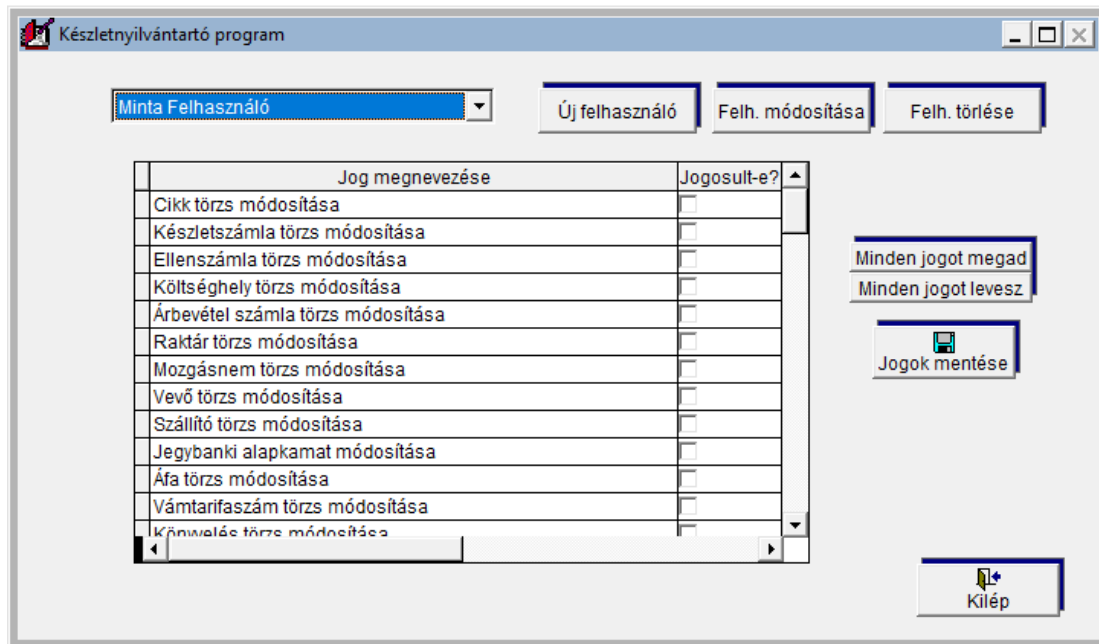 Készletnyilvántartó program
Minta Felhasználó
Új felhasználó
Felh. módosítása
Felh. törlése
Jog megnevezése
Jogosult-e?
Cikk törzs módosítása
Készletszámla törzs módosítása
Ellenszámla törzs módosítása
Költséghely törzs módosítása
Árbevétel számla törzs módosítása
Raktár törzs módosítása
Mozgásnem törzs módosítása
Vevő törzs módosítása
Szállító törzs módosítása
Jegybanki alapkamat módosítása
Áfa törzs módosítása
Vámtarifaszám törzs módosítása
Könyvelés törzs módosítása
Minden jogot megad
Minden jogot levesz
Jogok mentése
Kilép